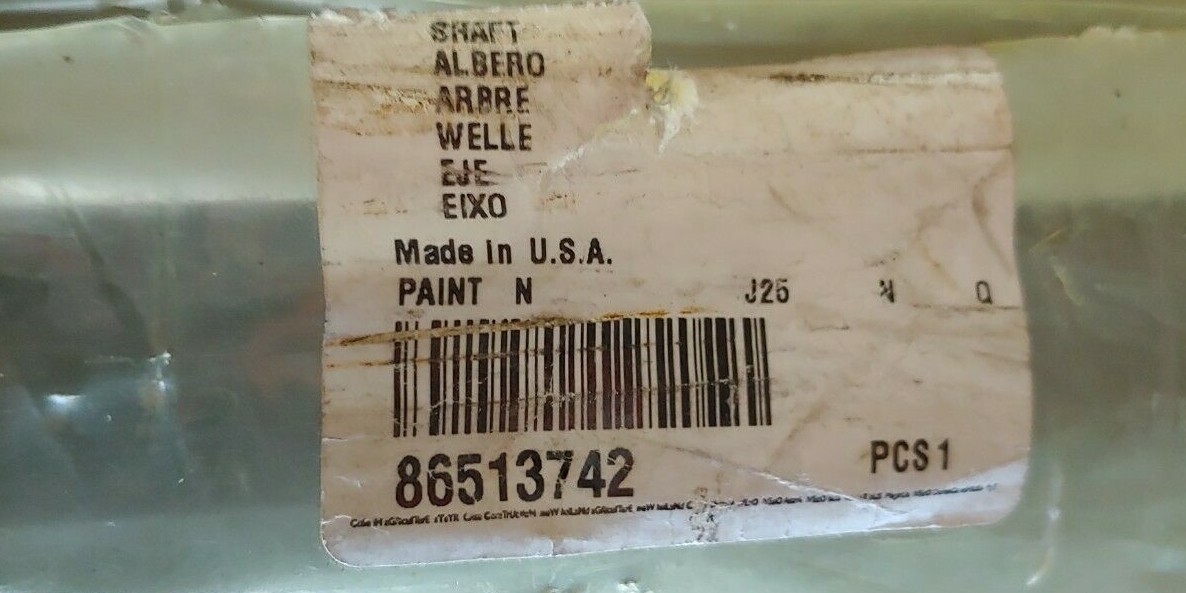 SHAFT
ALBERO
ARBRE
WELLE
EJE
EIXO
Made in U.S.A.
PAINT N J25 N Q
86513742
PCS 1